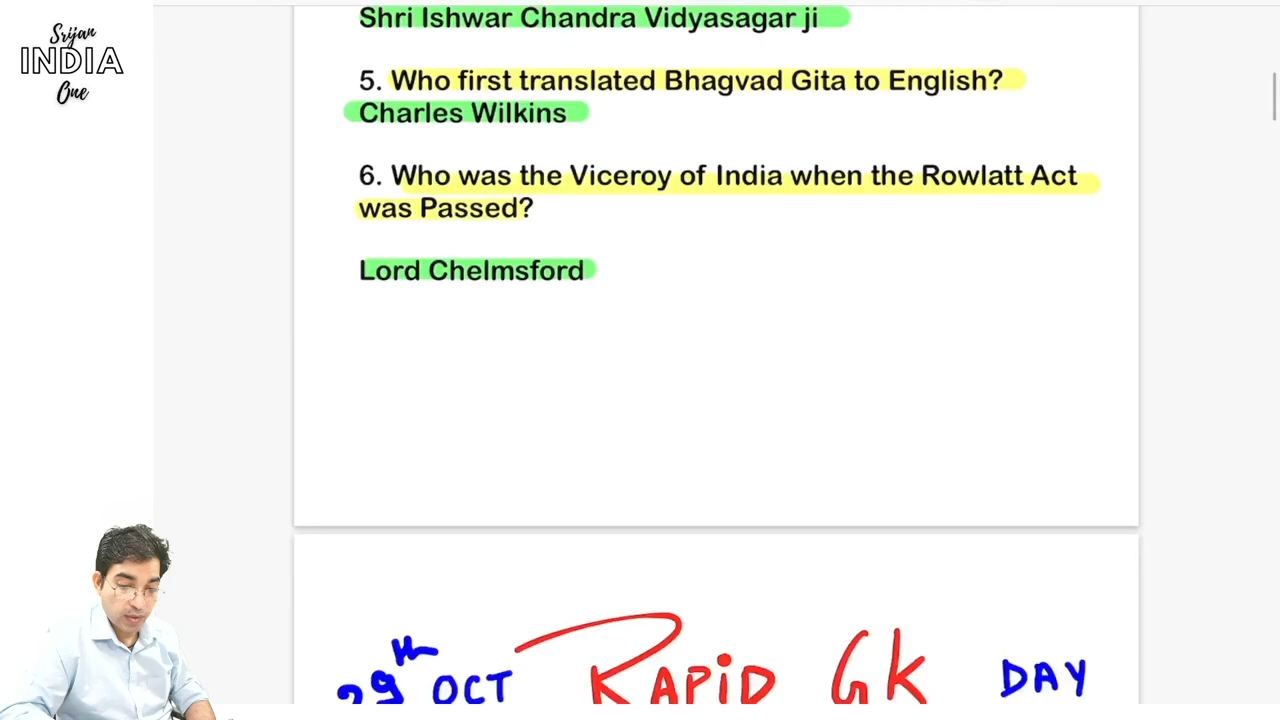 Srijan
INDIA
One
Shri Ishwar Chandra Vidyasagar ji
5. Who first translated Bhagvad Gita to English?
Charles Wilkins
6. Who was the Viceroy of India when the Rowlatt Act
was Passed?
Lord Chelmsford
29th OCT RAPID GK DAY